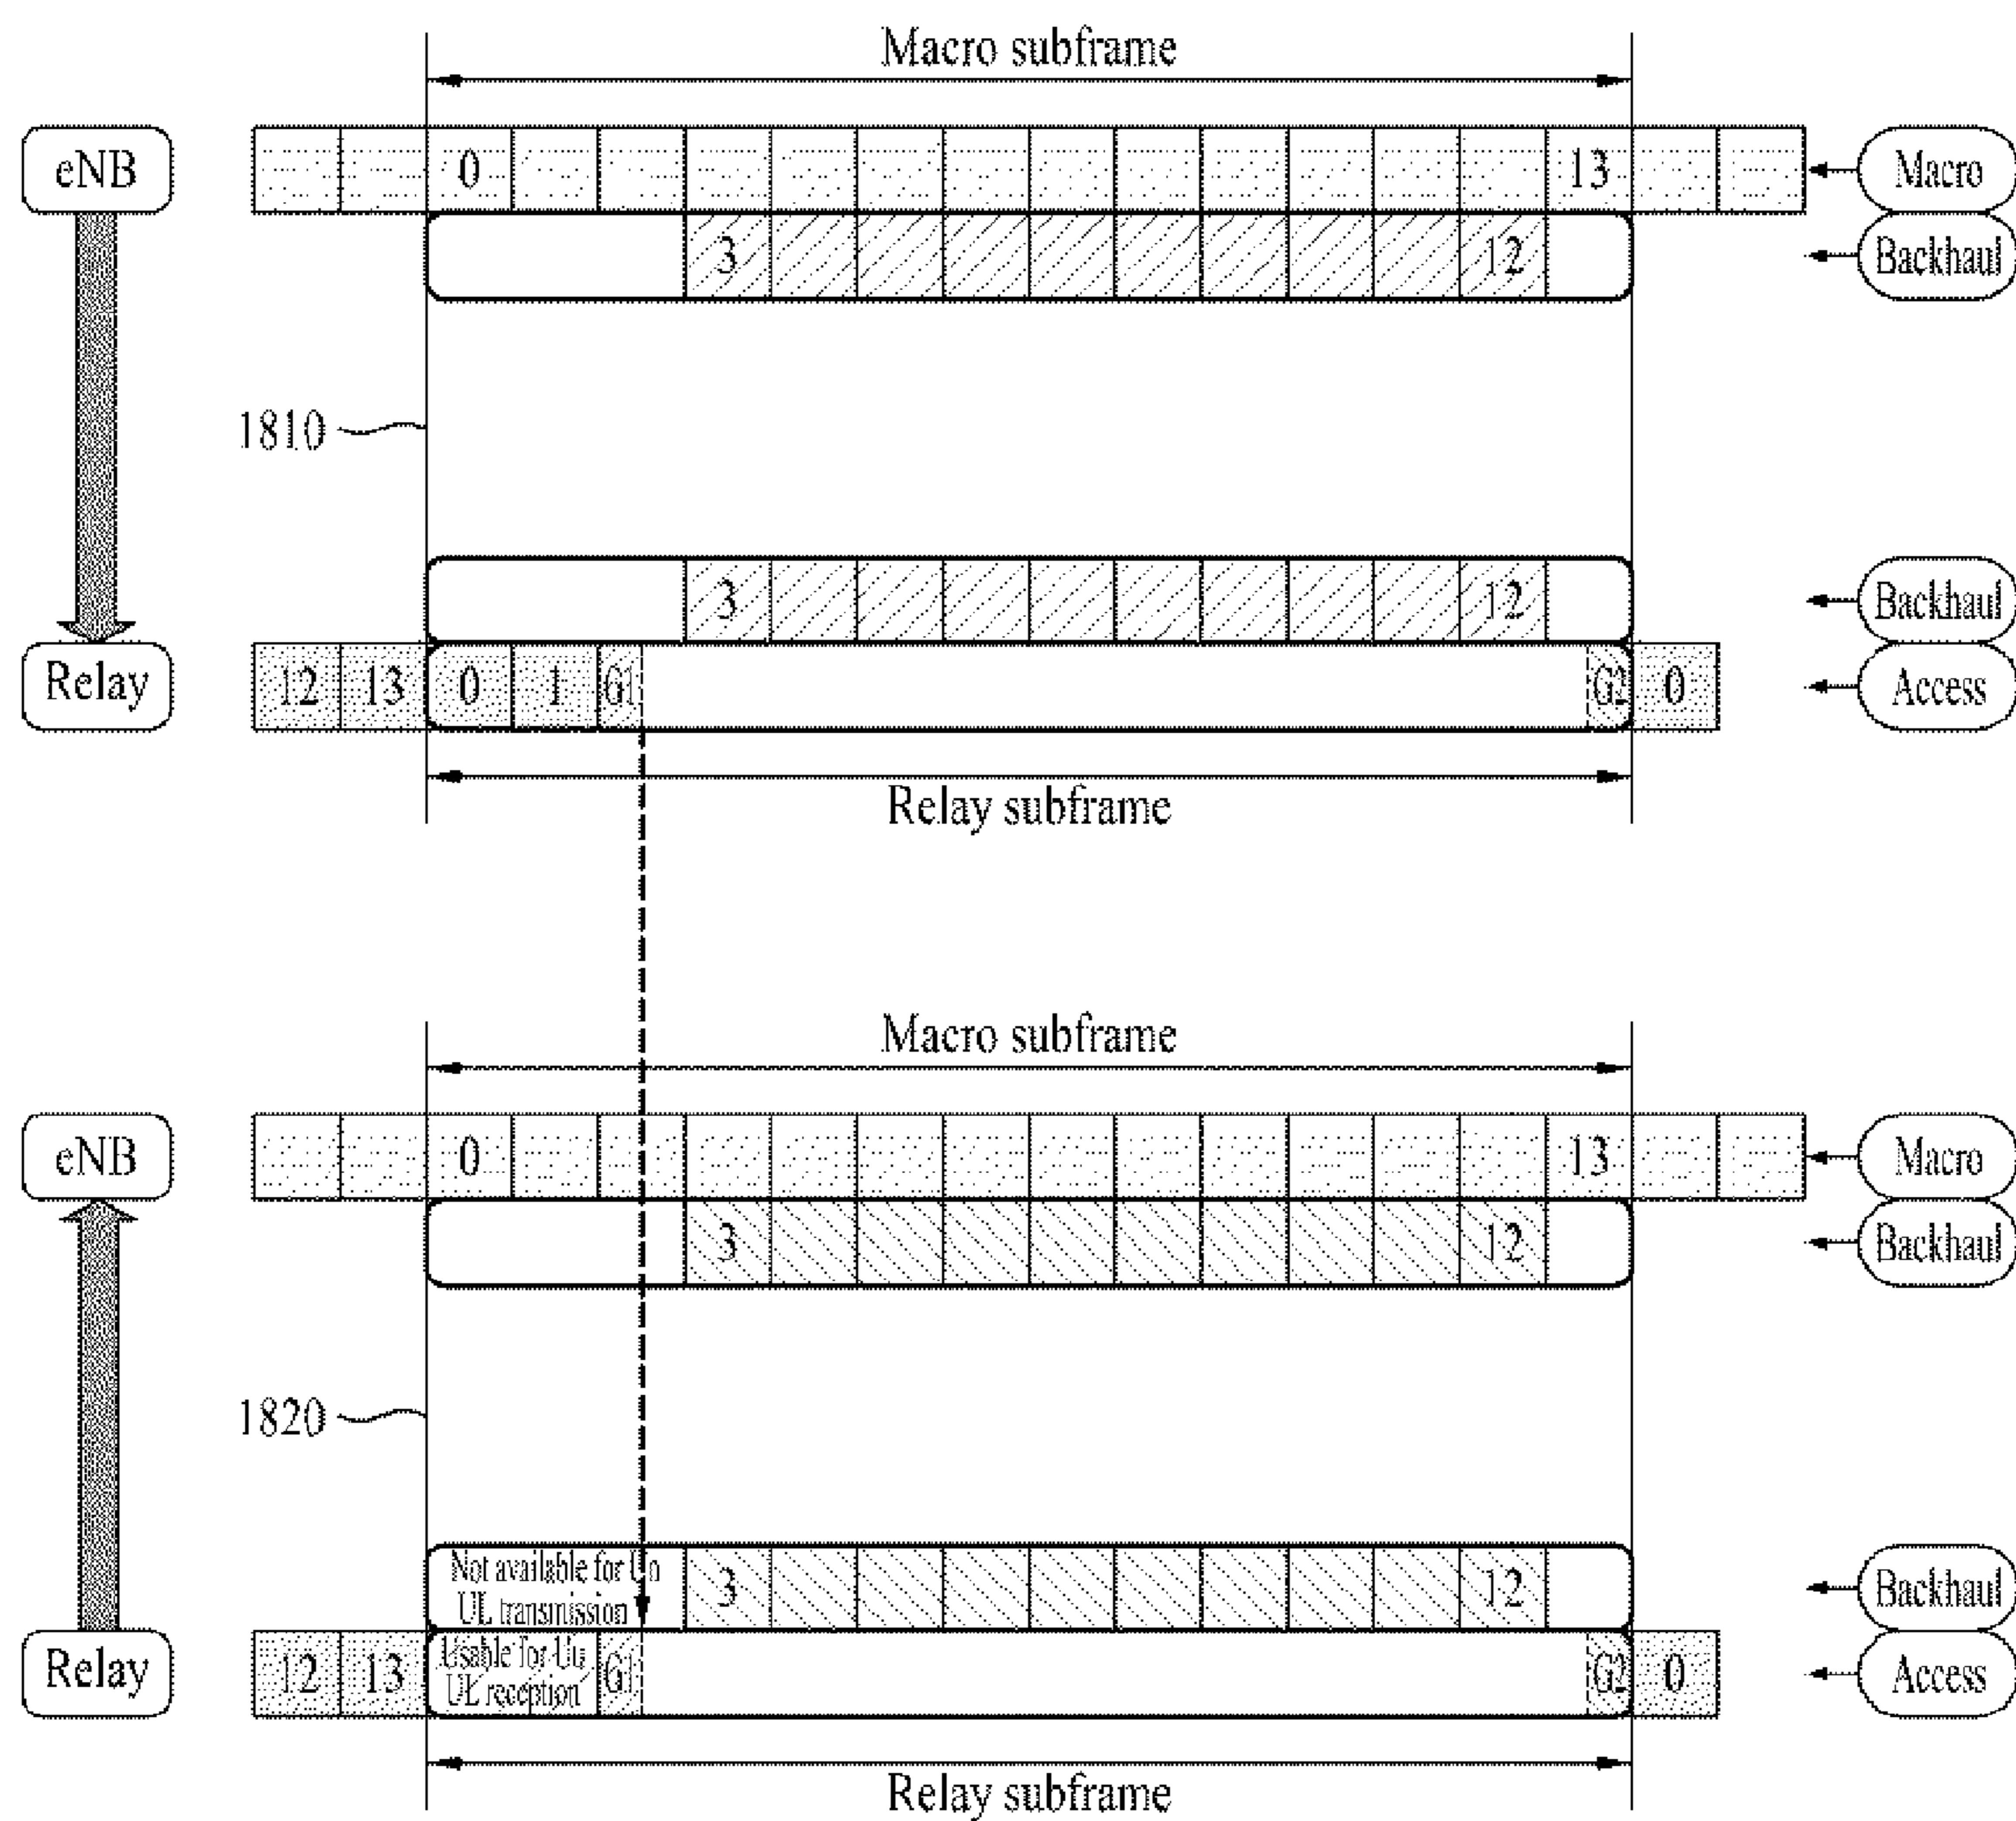 Macro subframe
eNB
0
13
Macro
3
12
Backhaul
1810
3
12
Backhaul
Relay
12
13
0
1
G1
G2
0
Access
Relay subframe
Macro subframe
eNB
0
13
Macro
3
12
Backhaul
1820
Not available for Un
UL transmission
3
12
Backhaul
Relay
12
13
Usable for Uu
UL reception
G1
G2
0
Access
Relay subframe